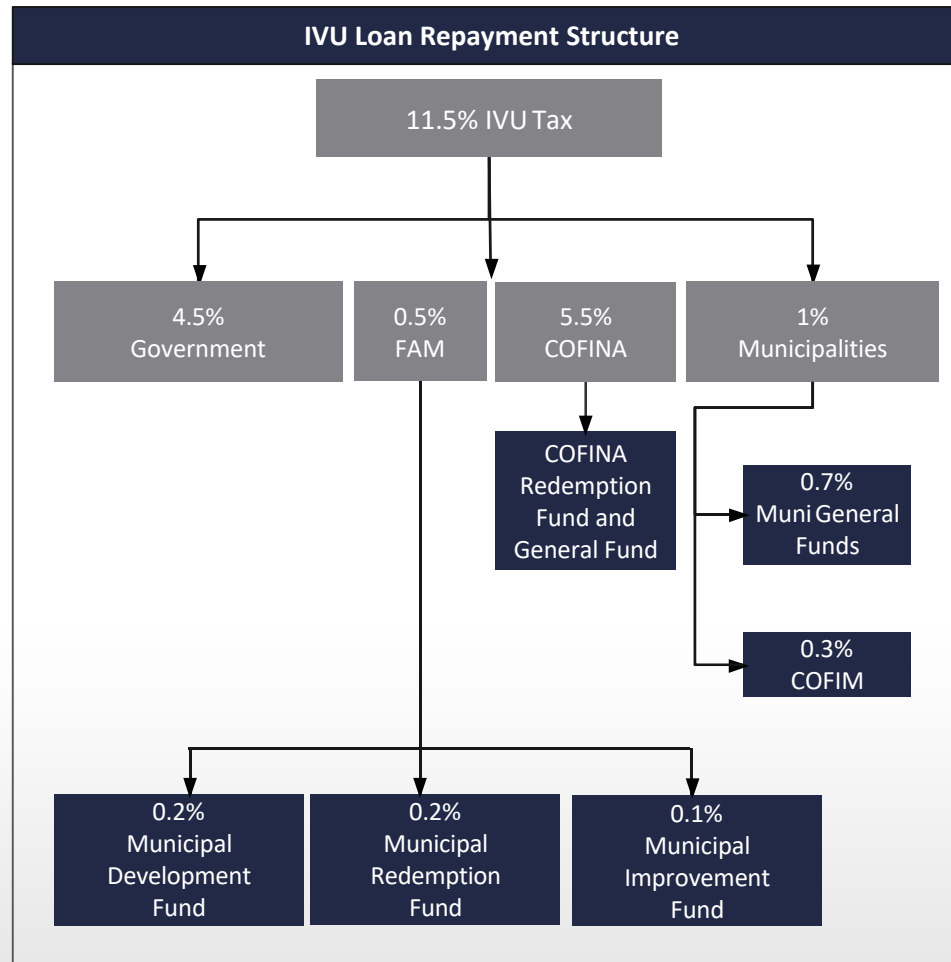 IVU Loan Repayment Structure
11.5% IVU Tax
4.5%
Government
0.5%
FAM
5.5%
COFINA
1%
Municipalities
COFINA
Redemption
Fund and
General Fund
0.7%
Muni General
Funds
0.3%
COFIM
0.2%
Municipal
Development
Fund
0.2%
Municipal
Redemption
Fund
0.1%
Municipal
Improvement
Fund